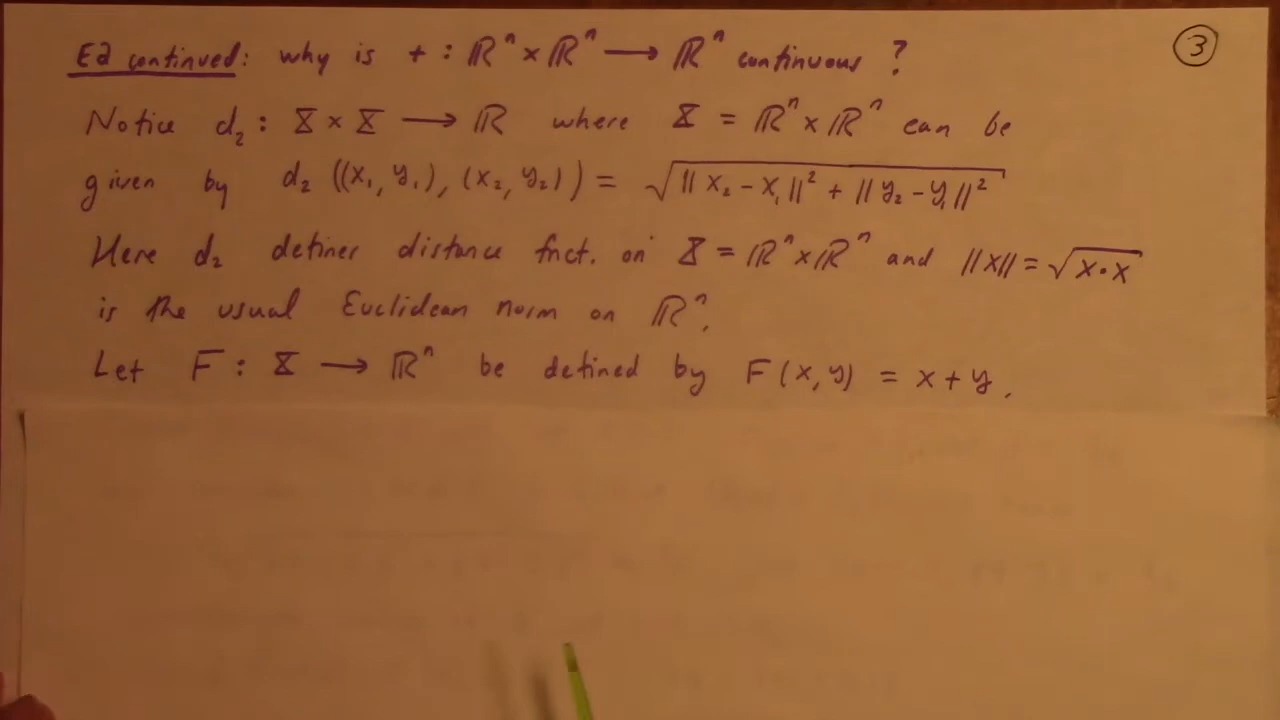 E2 continued: why is + : ℝⁿ × ℝⁿ ⟶ ℝⁿ continuous ? ③
Notice d₂ : X × X ⟶ ℝ where X = ℝⁿ × ℝⁿ can be
given by d₂ ((x₁, y₁), (x₂, y₂)) = √(‖x₂ - x₁‖² + ‖y₂ - y₁‖²)
Here d₂ defines distance fnct. on X = ℝⁿ × ℝⁿ and ‖x‖ = √(x•x)
is the usual Euclidean norm on ℝⁿ.
Let F : X ⟶ ℝⁿ be defined by F(x, y) = x + y .